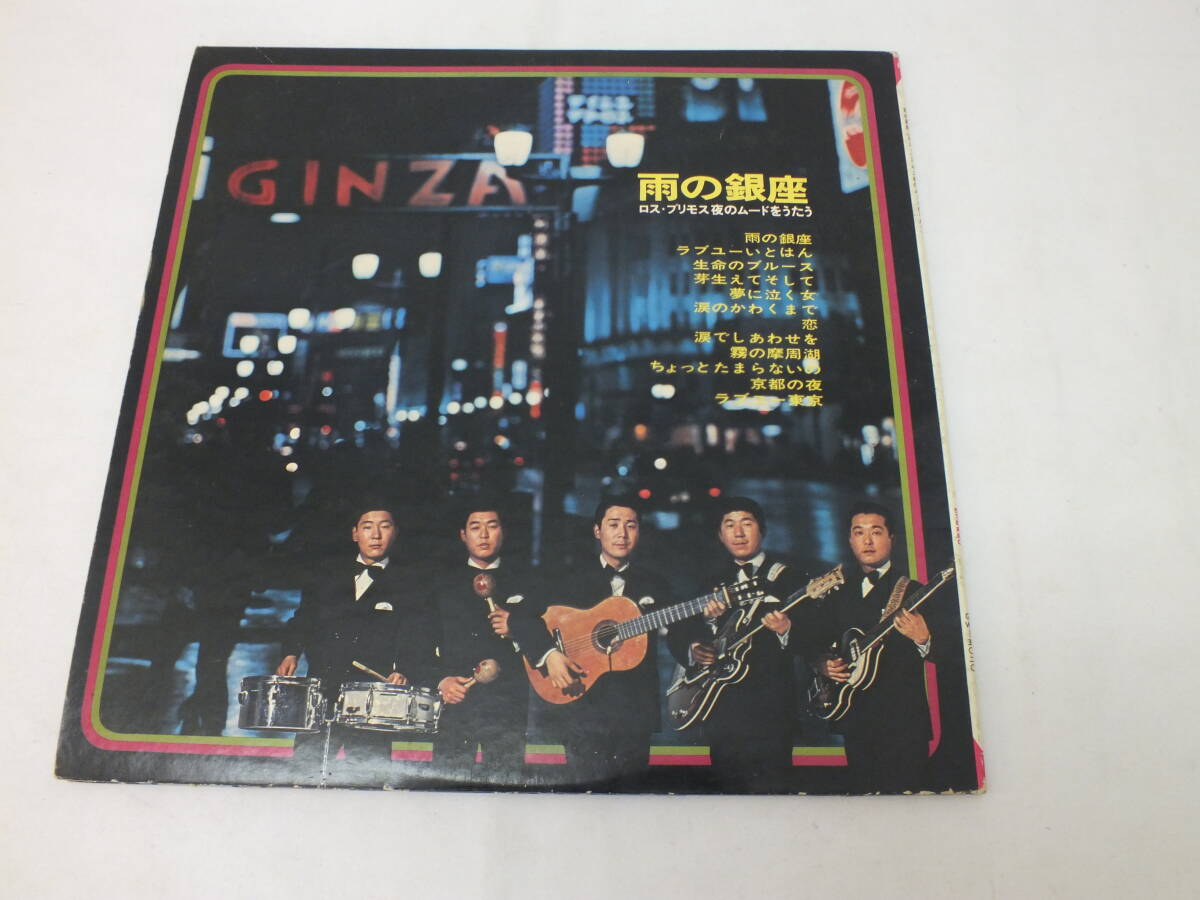 GINZA
雨の銀座
ロス・プリモス夜のムードをうたう
雨の銀座
ラブユーいとはん
生命のブルース
芽生えてそして
夢に泣く女
涙のかわくまで
恋
涙でしあわせを
霧の摩周湖
ちょっとたまらないの
京都の夜
ラブユー東京